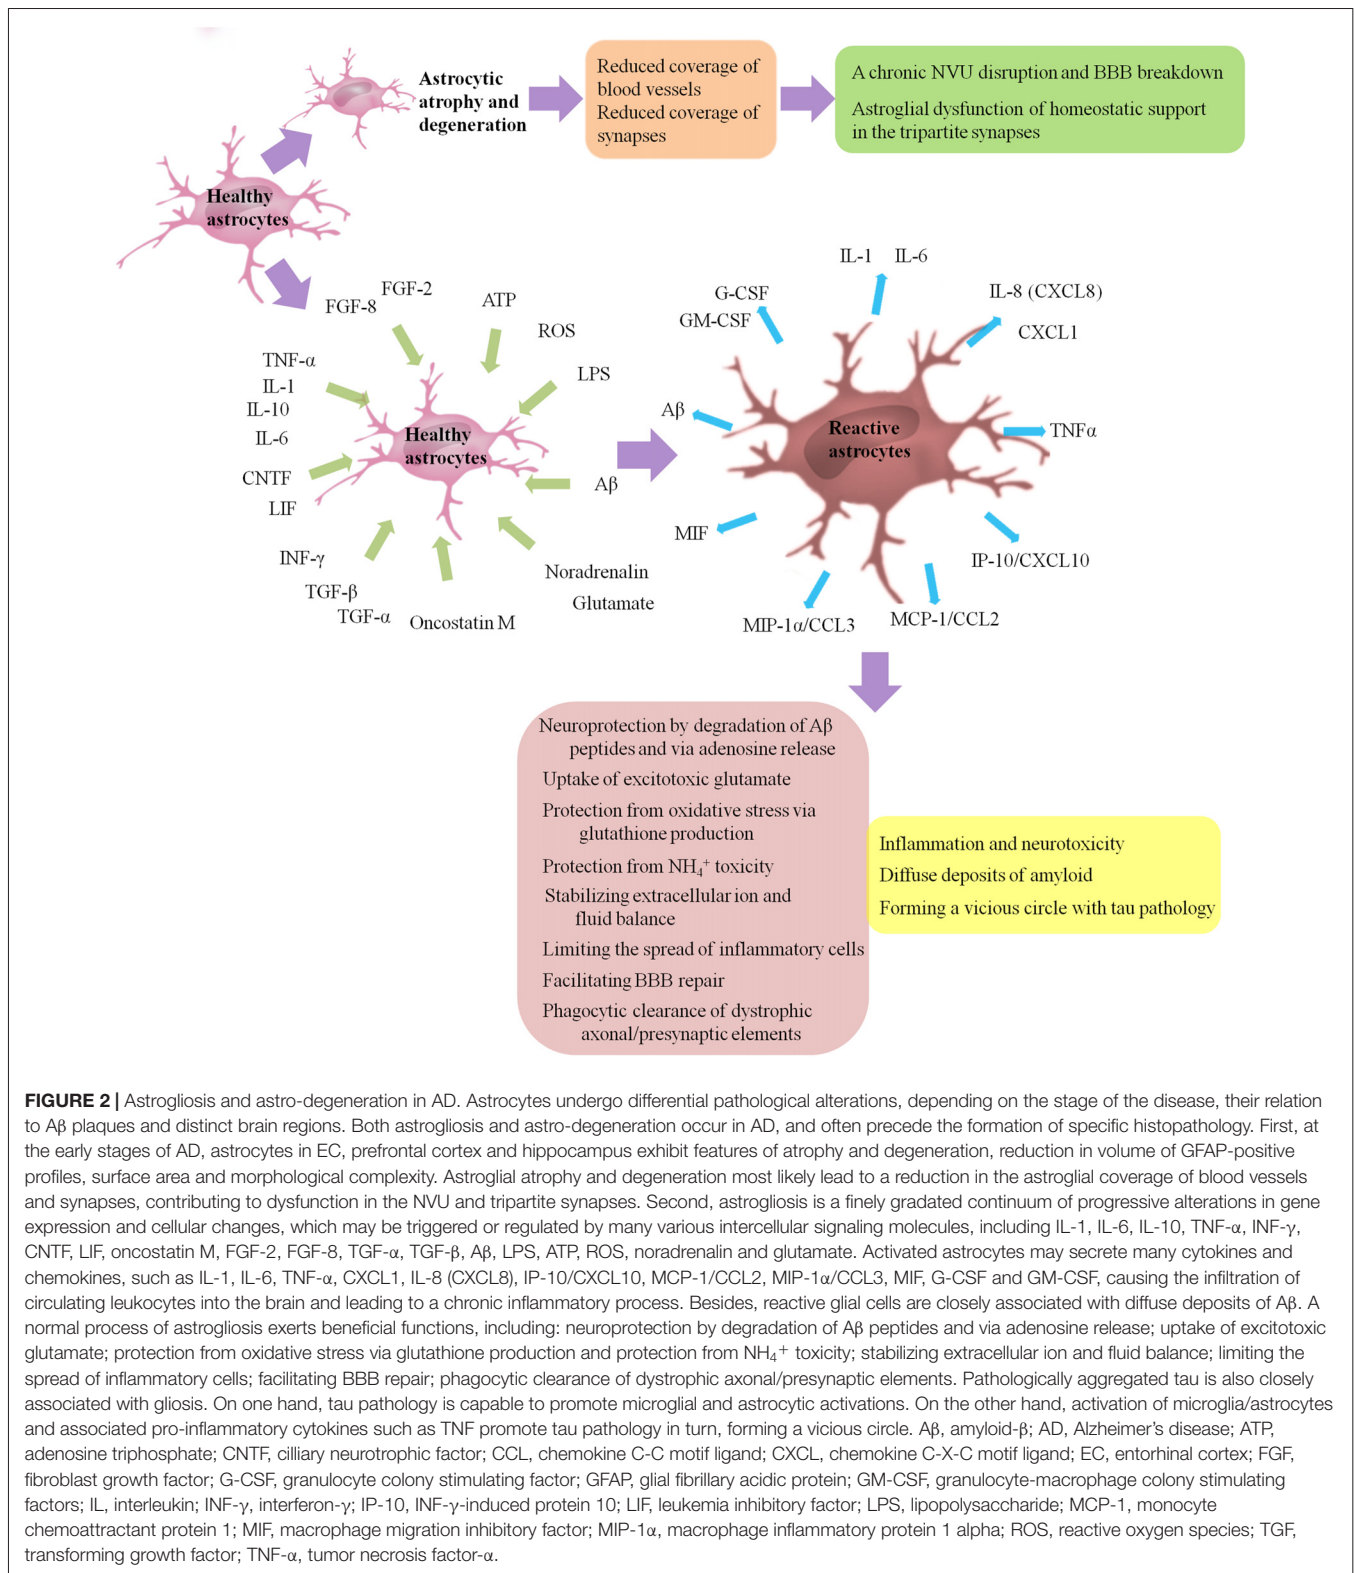 Astrocytic
atrophy and
degeneration
Reduced coverage of
blood vessels
Reduced coverage of
synapses
A chronic NVU disruption and BBB breakdown
Astroglial dysfunction of homeostatic support
in the tripartite synapses
Healthy
astrocytes
FGF-8
FGF-2
ATP
ROS
LPS
TNF-α
IL-1
IL-10
IL-6
CNTF
LIF
INF-γ
TGF-β
TGF-α
Oncostatin M
Noradrenalin
Glutamate
Aβ
Healthy
astrocytes
IL-1 IL-6
G-CSF
GM-CSF
IL-8 (CXCL8)
CXCL1
Aβ
Reactive
astrocytes
TNFα
MIF
IP-10/CXCL10
MIP-1α/CCL3
MCP-1/CCL2
Neuroprotection by degradation of Aβ
peptides and via adenosine release
Uptake of excitotoxic glutamate
Protection from oxidative stress via
glutathione production
Protection from NH₄⁺ toxicity
Stabilizing extracellular ion and
fluid balance
Limiting the spread of inflammatory cells
Facilitating BBB repair
Phagocytic clearance of dystrophic
axonal/presynaptic elements
Inflammation and neurotoxicity
Diffuse deposits of amyloid
Forming a vicious circle with tau pathology
FIGURE 2 | Astrogliosis and astro-degeneration in AD. Astrocytes undergo differential pathological alterations, depending on the stage of the disease, their relation
to Aβ plaques and distinct brain regions. Both astrogliosis and astro-degeneration occur in AD, and often precede the formation of specific histopathology. First, at
the early stages of AD, astrocytes in EC, prefrontal cortex and hippocampus exhibit features of atrophy and degeneration, reduction in volume of GFAP-positive
profiles, surface area and morphological complexity. Astroglial atrophy and degeneration most likely lead to a reduction in the astroglial coverage of blood vessels
and synapses, contributing to dysfunction in the NVU and tripartite synapses. Second, astrogliosis is a finely gradated continuum of progressive alterations in gene
expression and cellular changes, which may be triggered or regulated by many various intercellular signaling molecules, including IL-1, IL-6, IL-10, TNF-α, INF-γ,
CNTF, LIF, oncostatin M, FGF-2, FGF-8, TGF-α, TGF-β, Aβ, LPS, ATP, ROS, noradrenalin and glutamate. Activated astrocytes may secrete many cytokines and
chemokines, such as IL-1, IL-6, TNF-α, CXCL1, IL-8 (CXCL8), IP-10/CXCL10, MCP-1/CCL2, MIP-1α/CCL3, MIF, G-CSF and GM-CSF, causing the infiltration of
circulating leukocytes into the brain and leading to a chronic inflammatory process. Besides, reactive glial cells are closely associated with diffuse deposits of Aβ. A
normal process of astrogliosis exerts beneficial functions, including: neuroprotection by degradation of Aβ peptides and via adenosine release; uptake of excitotoxic
glutamate; protection from oxidative stress via glutathione production and protection from NH₄⁺ toxicity; stabilizing extracellular ion and fluid balance; limiting the
spread of inflammatory cells; facilitating BBB repair; phagocytic clearance of dystrophic axonal/presynaptic elements. Pathologically aggregated tau is also closely
associated with gliosis. On one hand, tau pathology is capable to promote microglial and astrocytic activations. On the other hand, activation of microglia/astrocytes
and associated pro-inflammatory cytokines such as TNF promote tau pathology in turn, forming a vicious circle. Aβ, amyloid-β; AD, Alzheimer's disease; ATP,
adenosine triphosphate; CNTF, cilliary neurotrophic factor; CCL, chemokine C-C motif ligand; CXCL, chemokine C-X-C motif ligand; EC, entorhinal cortex; FGF,
fibroblast growth factor; G-CSF, granulocyte colony stimulating factor; GFAP, glial fibrillary acidic protein; GM-CSF, granulocyte-macrophage colony stimulating
factors; IL, interleukin; INF-γ, interferon-γ; IP-10, INF-γ-induced protein 10; LIF, leukemia inhibitory factor; LPS, lipopolysaccharide; MCP-1, monocyte
chemoattractant protein 1; MIF, macrophage migration inhibitory factor; MIP-1α, macrophage inflammatory protein 1 alpha; ROS, reactive oxygen species; TGF,
transforming growth factor; TNF-α, tumor necrosis factor-α.